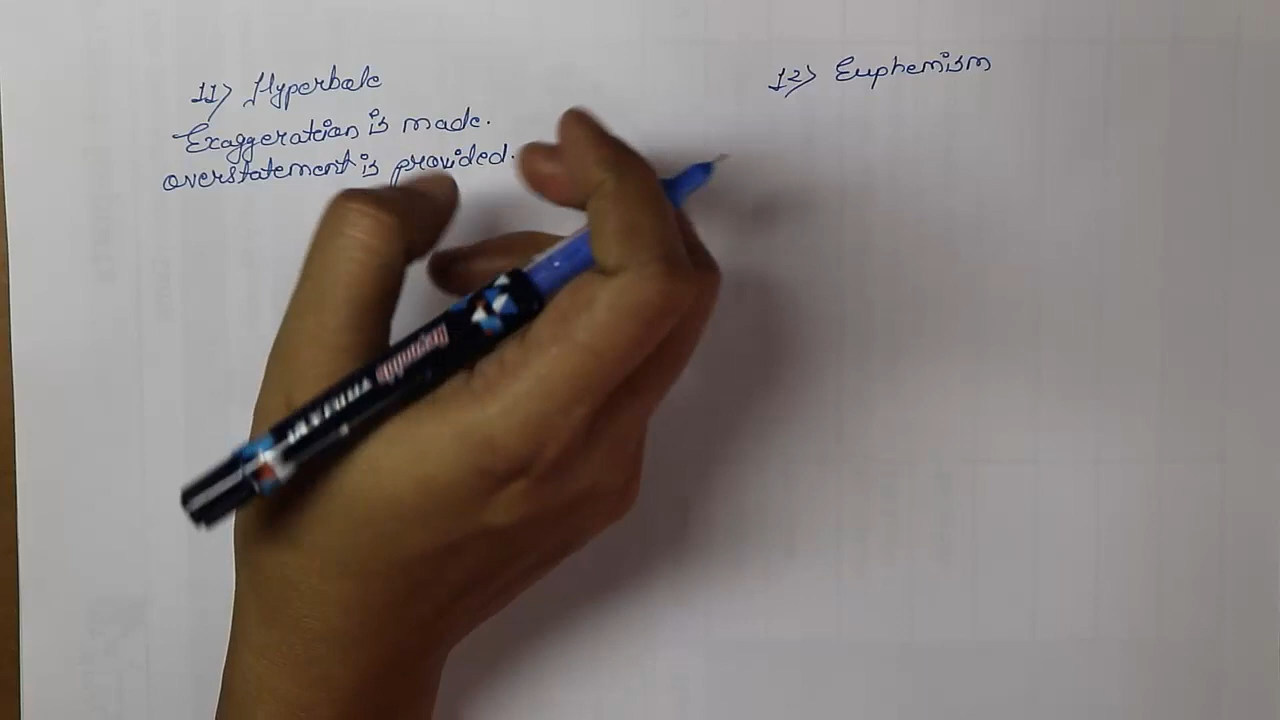 11) Hyperbole
Exaggeration is made.
overstatement is provided.
12) Euphemism